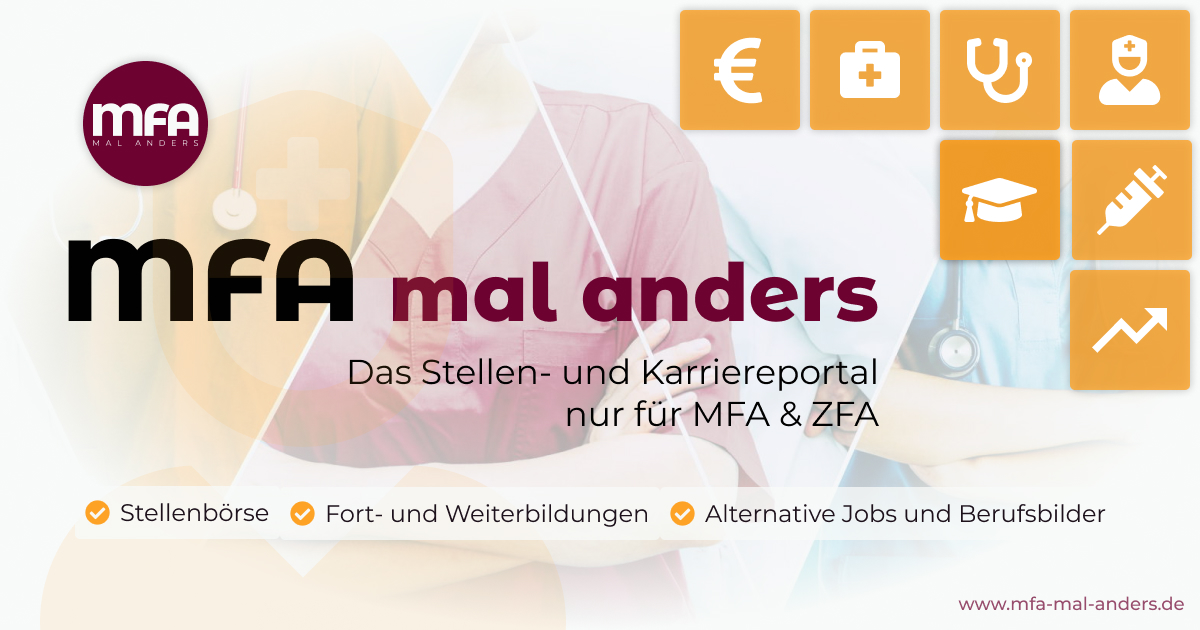 mFA
MAL ANDERS
mFA mal anders
Das Stellen- und Karriereportal
nur für MFA & ZFA
Stellenbörse Fort- und Weiterbildungen Alternative Jobs und Berufsbilder
www.mfa-mal-anders.de